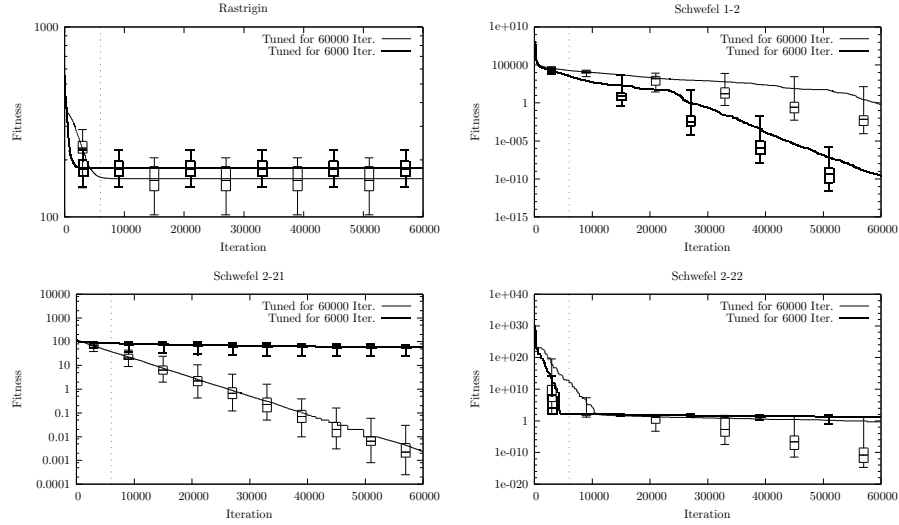 Rastrigin
1000
100
Fitness
Tuned for 60000 Iter.
Tuned for 6000 Iter.
0 10000 20000 30000 40000 50000 60000
Iteration
Schwefel 1-2
1e+010
100000
1
1e-005
1e-010
1e-015
Fitness
Tuned for 60000 Iter.
Tuned for 6000 Iter.
0 10000 20000 30000 40000 50000 60000
Iteration
Schwefel 2-21
10000
1000
100
10
1
0.1
0.01
0.001
0.0001
Fitness
Tuned for 60000 Iter.
Tuned for 6000 Iter.
0 10000 20000 30000 40000 50000 60000
Iteration
Schwefel 2-22
1e+040
1e+030
1e+020
1e+010
1
1e-010
1e-020
Fitness
Tuned for 60000 Iter.
Tuned for 6000 Iter.
0 10000 20000 30000 40000 50000 60000
Iteration